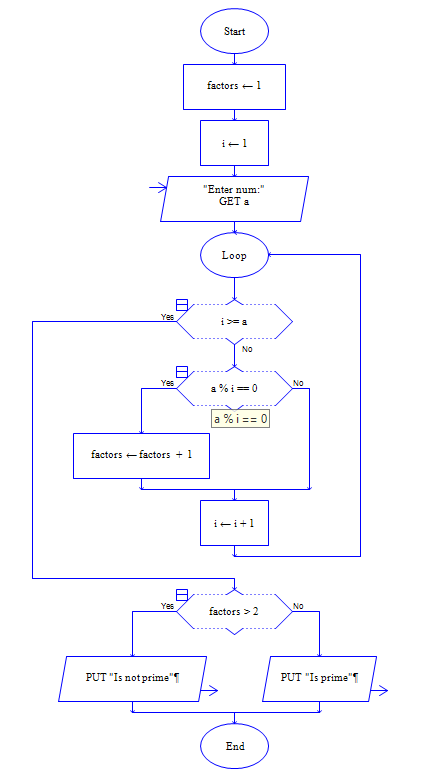 Start
factors ← 1
i ← 1
"Enter num:"
GET a
Loop
Yes
i >= a
No
Yes
a % i == 0
No
a % i == 0
factors ← factors + 1
i ← i + 1
Yes
factors > 2
No
PUT "Is not prime"¶
PUT "Is prime"¶
End